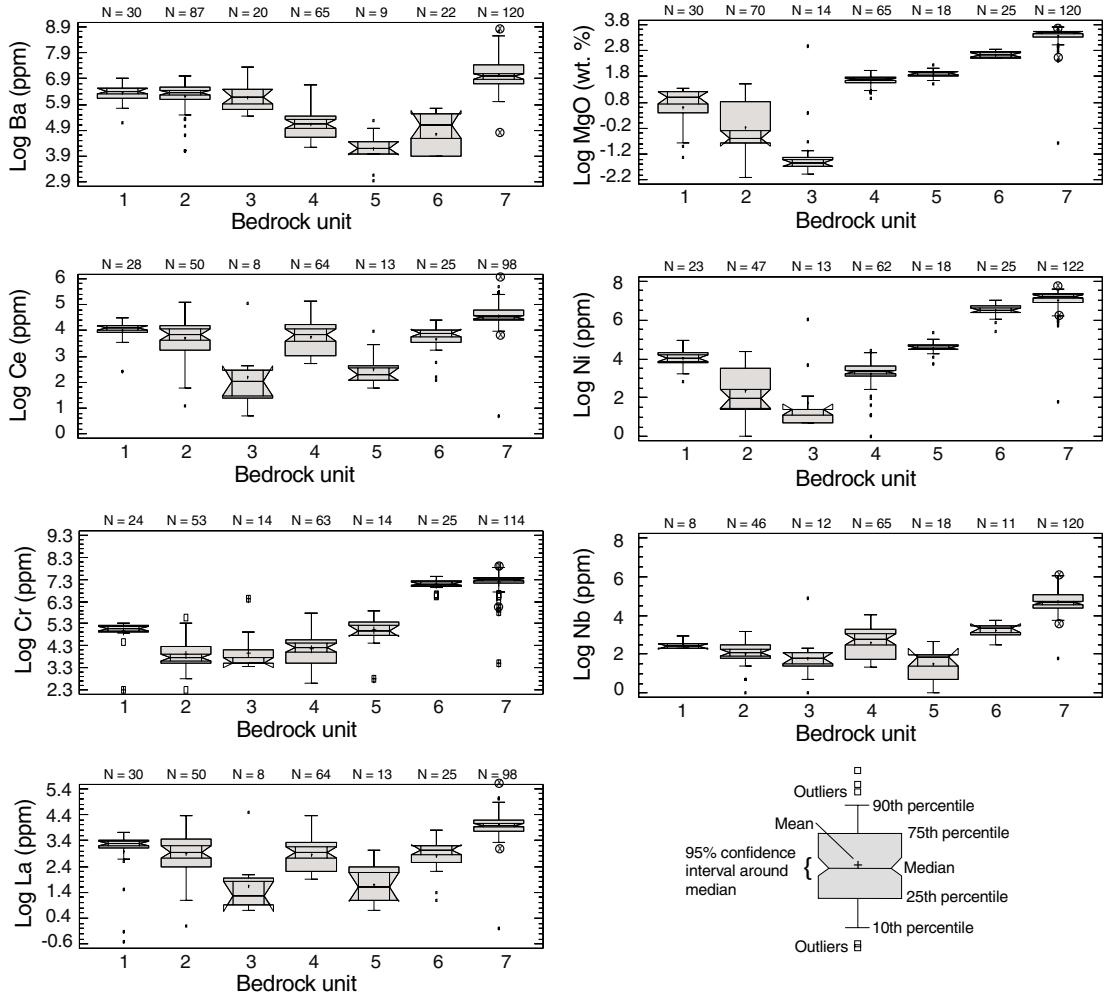 N = 30 N = 87 N = 20 N = 65 N = 9 N = 22 N = 120
8.9
7.9
6.9
5.9
4.9
3.9
2.9
Log Ba (ppm)
1 2 3 4 5 6 7
Bedrock unit
N = 30 N = 70 N = 14 N = 65 N = 18 N = 25 N = 120
3.8
2.8
1.8
0.8
-0.2
-1.2
-2.2
Log MgO (wt. %)
1 2 3 4 5 6 7
Bedrock unit
N = 28 N = 50 N = 8 N = 64 N = 13 N = 25 N = 98
6
5
4
3
2
1
0
Log Ce (ppm)
1 2 3 4 5 6 7
Bedrock unit
N = 23 N = 47 N = 13 N = 62 N = 18 N = 25 N = 122
8
6
4
2
0
Log Ni (ppm)
1 2 3 4 5 6 7
Bedrock unit
N = 24 N = 53 N = 14 N = 63 N = 14 N = 25 N = 114
9.3
8.3
7.3
6.3
5.3
4.3
3.3
2.3
Log Cr (ppm)
1 2 3 4 5 6 7
Bedrock unit
N = 8 N = 46 N = 12 N = 65 N = 18 N = 11 N = 120
8
6
4
2
0
Log Nb (ppm)
1 2 3 4 5 6 7
Bedrock unit
N = 30 N = 50 N = 8 N = 64 N = 13 N = 25 N = 98
5.4
4.4
3.4
2.4
1.4
0.4
-0.6
Log La (ppm)
1 2 3 4 5 6 7
Bedrock unit
Outliers
90th percentile
Mean
75th percentile
95% confidence
interval around
median
{
Median
25th percentile
10th percentile
Outliers